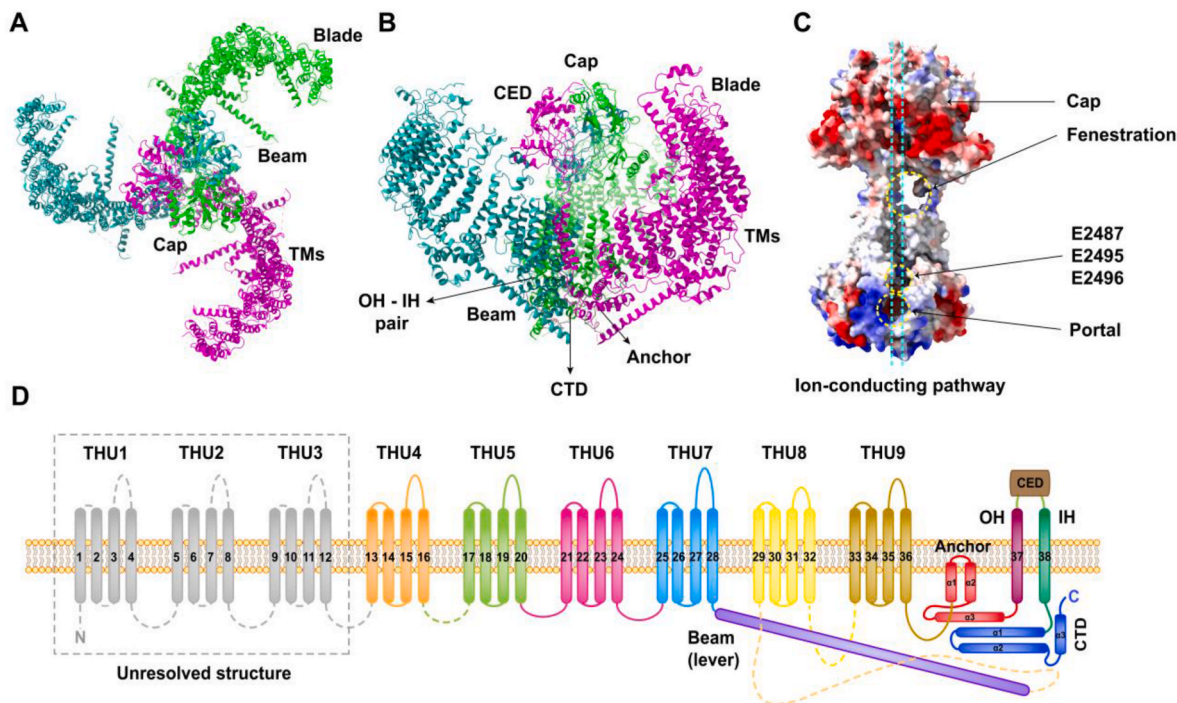 A
Blade
Beam
Cap
TMs
B
Cap
CED
Blade
TMs
OH - IH
pair
Beam
Anchor
CTD
C
Cap
Fenestration
E2487
E2495
E2496
Portal
Ion-conducting pathway
D
THU1 THU2 THU3 THU4 THU5 THU6 THU7 THU8 THU9
CED
OH IH
Anchor
1 2 3 4 5 6 7 8 9 10 11 12 13 14 15 16 17 18 19 20 21 22 23 24 25 26 27 28 29 30 31 32 33 34 35 36 37 38
α1 α2
α3
C
α1
α2
α3
CTD
N
Beam
(lever)
Unresolved structure